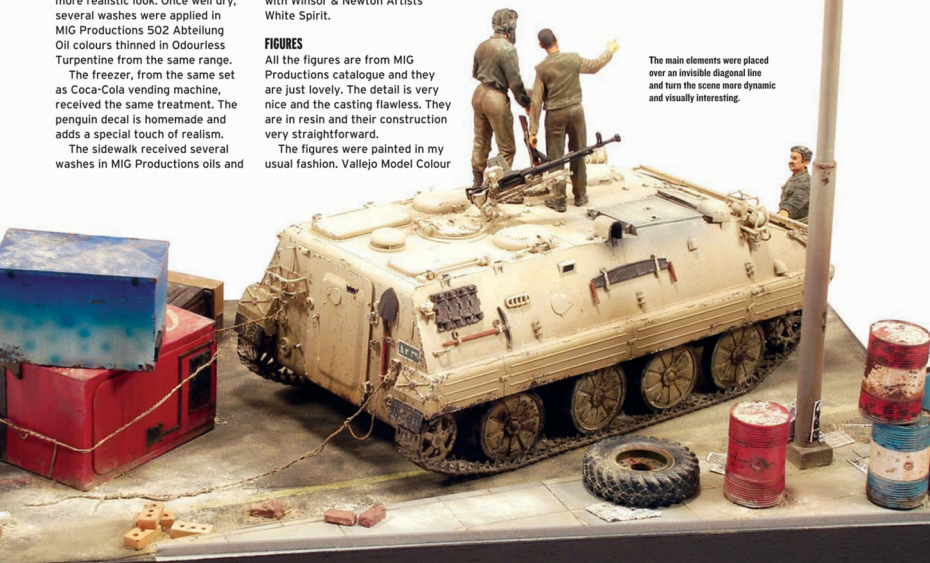 more realistic look. Once well dry,
several washes were applied in
MIG Productions 502 Abteilung
Oil colours thinned in Odourless
Turpentine from the same range.
The freezer, from the same set
as Coca-Cola vending machine,
received the same treatment. The
penguin decal is homemade and
adds a special touch of realism.
The sidewalk received several
washes in MIG Productions oils and
with Winsor & Newton Artists'
White Spirit.
FIGURES
All the figures are from MIG
Productions catalogue and they
are just lovely. The detail is very
nice and the casting flawless. They
are in resin and their construction
very straightforward.
The figures were painted in my
usual fashion. Vallejo Model Colour
The main elements were placed
over an invisible diagonal line
and turn the scene more dynamic
and visually interesting.